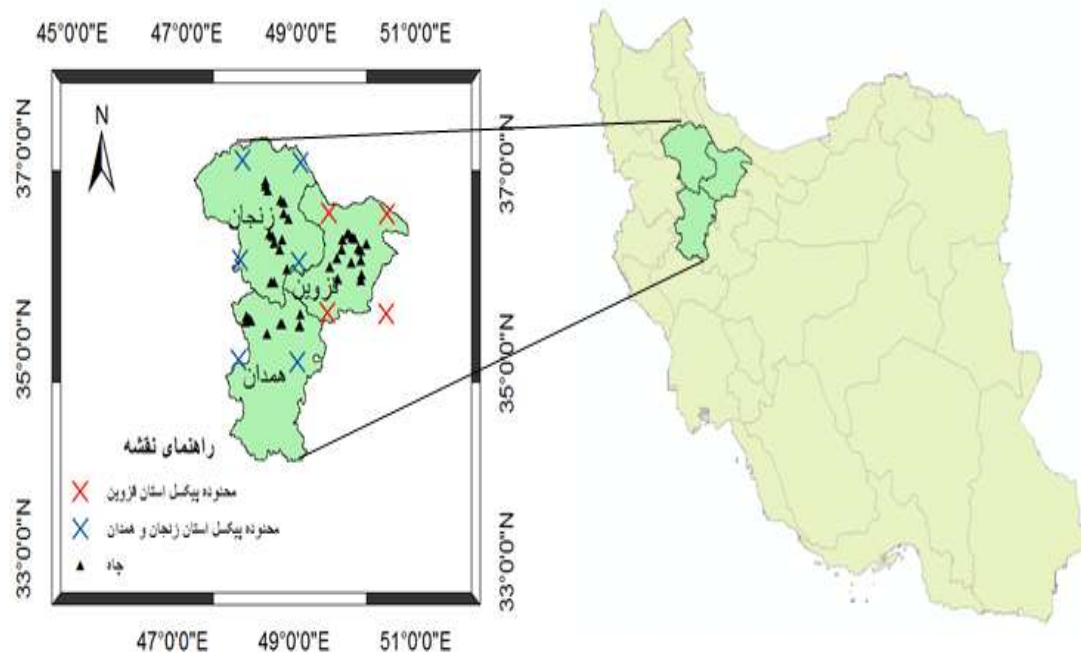 45°0'0"E 47°0'0"E 49°0'0"E 51°0'0"E
N
37°0'0"N
35°0'0"N
33°0'0"N
37°0'0"N
35°0'0"N
33°0'0"N
زنجان
قزوین
همدان
راهنمای نقشه
محدوده پیکسل استان قزوین
محدوده پیکسل استان زنجان و همدان
چاه
47°0'0"E 49°0'0"E 51°0'0"E